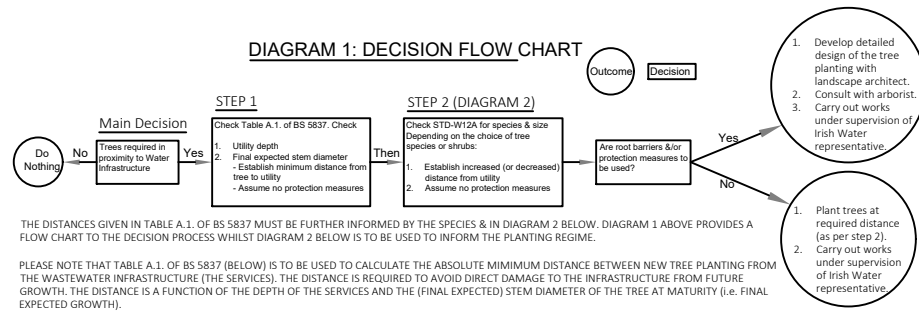 DIAGRAM 1: DECISION FLOW CHART
Outcome
Decision
1. Develop detailed
design of the tree
planting with
landscape architect.
2. Consult with arborist.
3. Carry out works
under supervision of
Irish Water
representative.
Main Decision
Do
Nothing
No
Trees required in
proximity to Water
Infrastructure
Yes
STEP 1
Check Table A.1. of BS 5837. Check
1. Utility depth
2. Final expected stem diameter
- Establish minimum distance from
tree to utility
- Assume no protection measures
Then
STEP 2 (DIAGRAM 2)
Check STD-W12A for species & size
Depending on the choice of tree
species or shrubs:
1. Establish increased (or decreased)
distance from utility
2. Assume no protection measures
Are root barriers &/or
protection measures to
be used?
Yes
No
1. Plant trees at
required distance
(as per step 2).
2. Carry out works
under supervision
of Irish Water
representative.
THE DISTANCES GIVEN IN TABLE A.1. OF BS 5837 MUST BE FURTHER INFORMED BY THE SPECIES & IN DIAGRAM 2 BELOW. DIAGRAM 1 ABOVE PROVIDES A
FLOW CHART TO THE DECISION PROCESS WHILST DIAGRAM 2 BELOW IS TO BE USED TO INFORM THE PLANTING REGIME.
PLEASE NOTE THAT TABLE A.1. OF BS 5837 (BELOW) IS TO BE USED TO CALCULATE THE ABSOLUTE MIMIMUM DISTANCE BETWEEN NEW TREE PLANTING FROM
THE WASTEWATER INFRASTRUCTURE (THE SERVICES). THE DISTANCE IS REQUIRED TO AVOID DIRECT DAMAGE TO THE INFRASTRUCTURE FROM FUTURE
GROWTH. THE DISTANCE IS A FUNCTION OF THE DEPTH OF THE SERVICES AND THE (FINAL EXPECTED) STEM DIAMETER OF THE TREE AT MATURITY (i.e. FINAL
EXPECTED GROWTH).